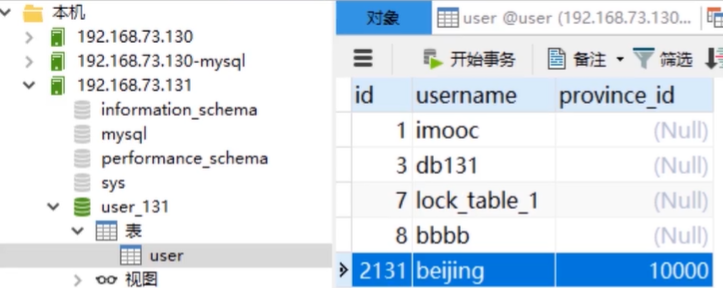 本机
192.168.73.130
192.168.73.130-mysql
192.168.73.131
information_schema
mysql
performance_schema
sys
user_131
表
user
视图
对象
user @user (192.168.73.130...
开始事务 备注 筛选
id username province_id
1 imooc (Null)
3 db131 (Null)
7 lock_table_1 (Null)
8 bbbb (Null)
2131 beijing 10000